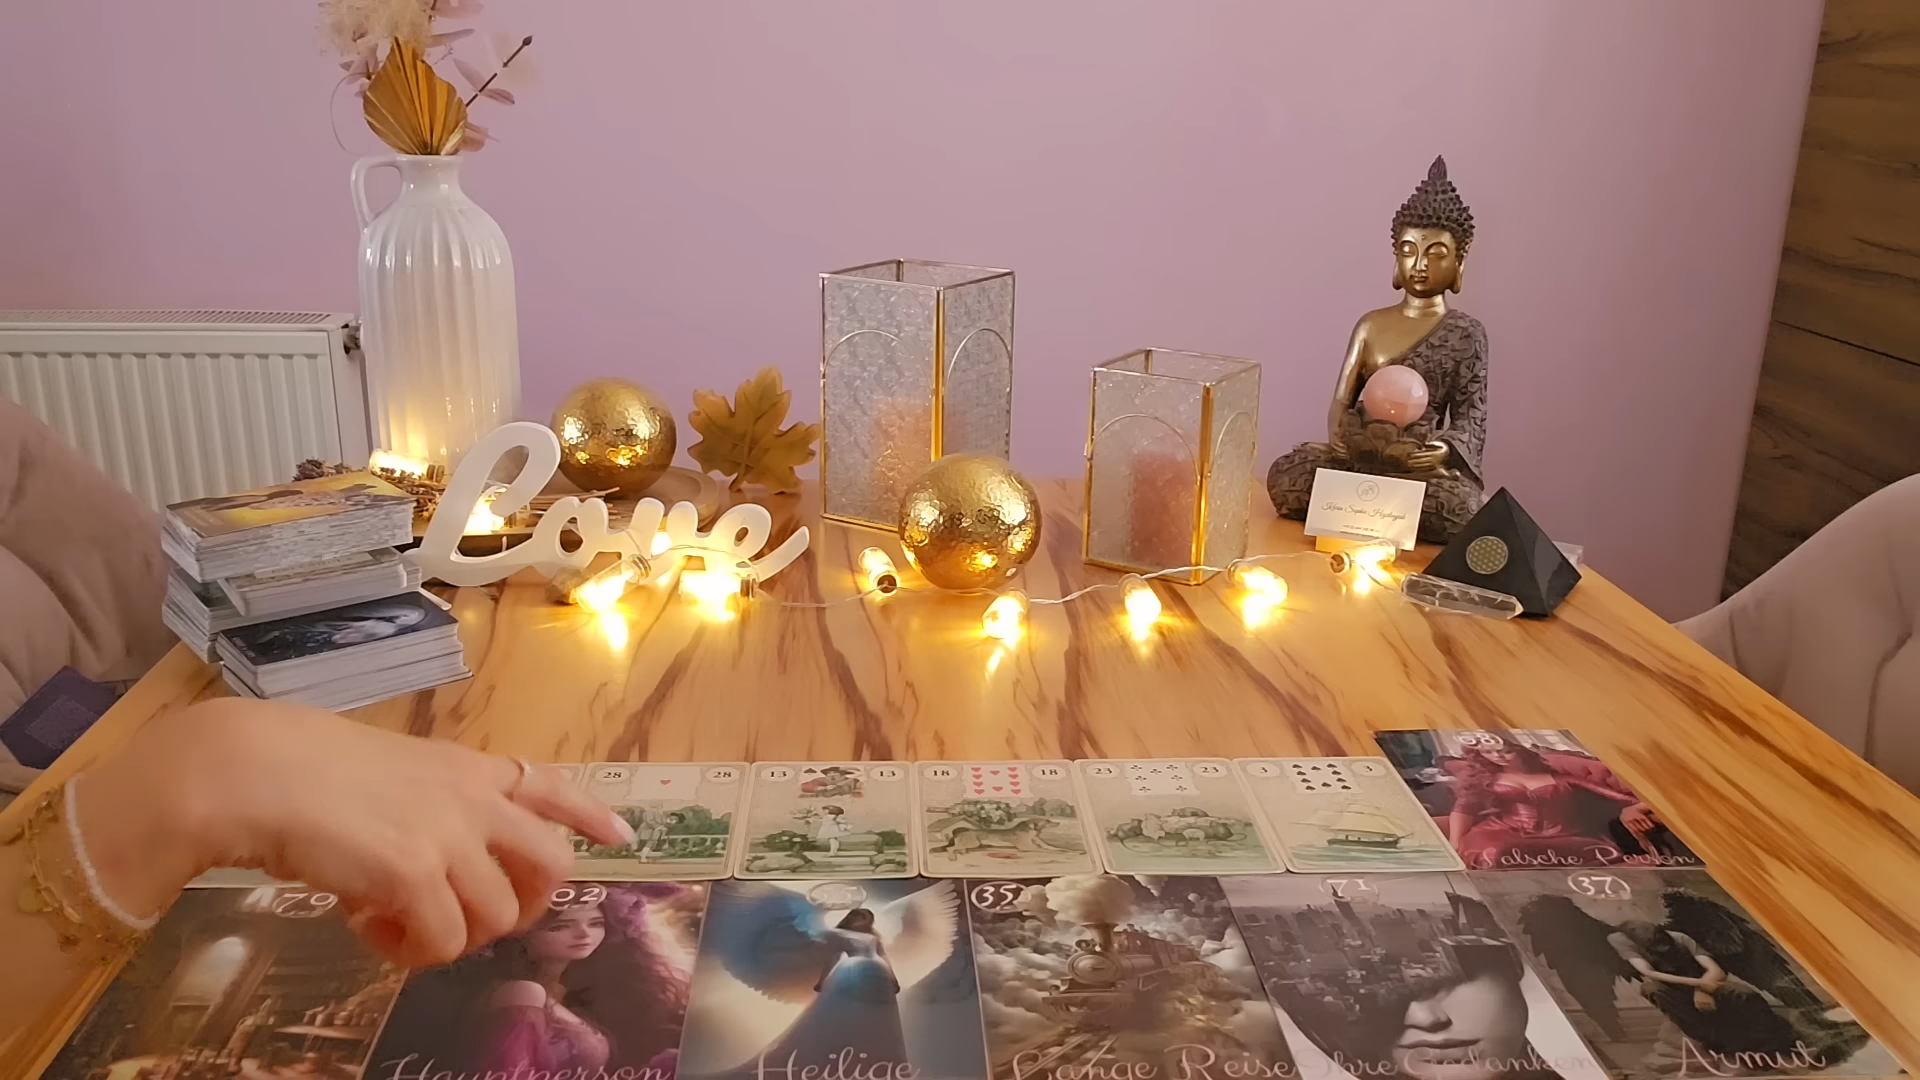 Love
28 28
13 13
18 18
23 23
3 3
Falsche Person
79
02
35
71
37
Hauptperson
Heilige
Lange Reise
Ihre Gedanken
Armut